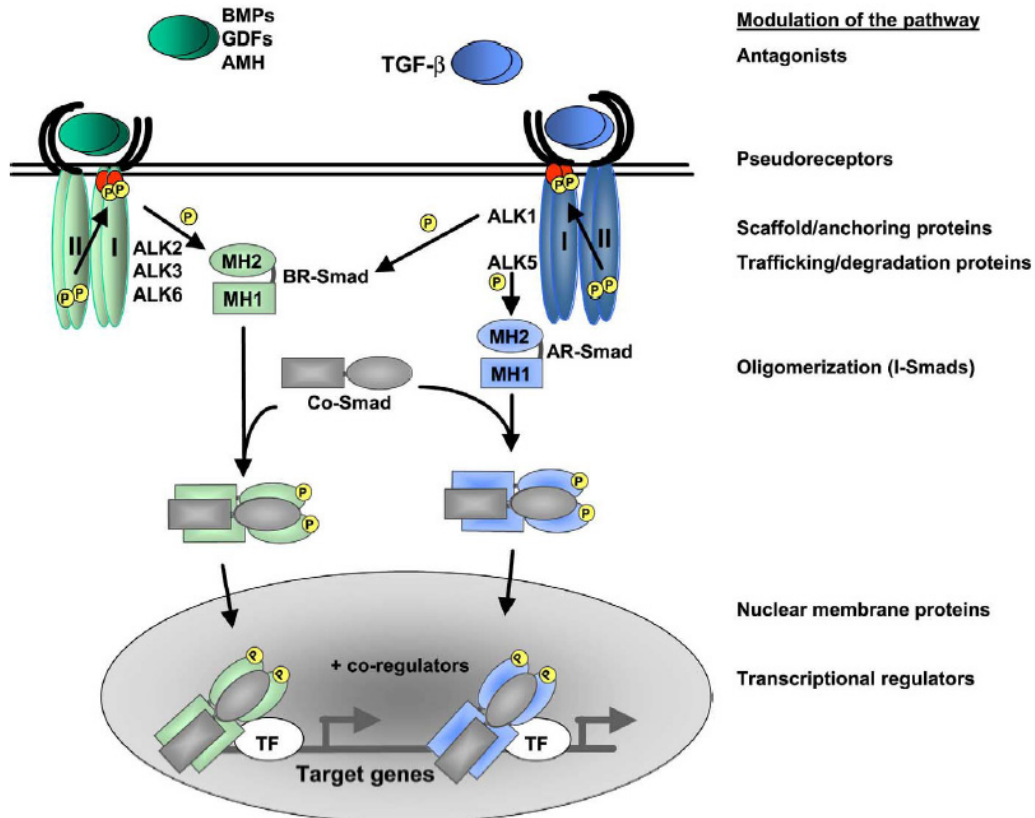 BMPs
GDFs
AMH
TGF-β
Modulation of the pathway
Antagonists
Pseudoreceptors
Scaffold/anchoring proteins
Trafficking/degradation proteins
Oligomerization (I-Smads)
Nuclear membrane proteins
Transcriptional regulators
P
P
II
I
P
P
P
ALK2
ALK3
ALK6
MH2
MH1
BR-Smad
P
ALK1
ALK5
P
P
P
I
II
P
P
MH2
MH1
AR-Smad
Co-Smad
P
P
P
P
P
P
+ co-regulators
P
P
TF
TF
Target genes